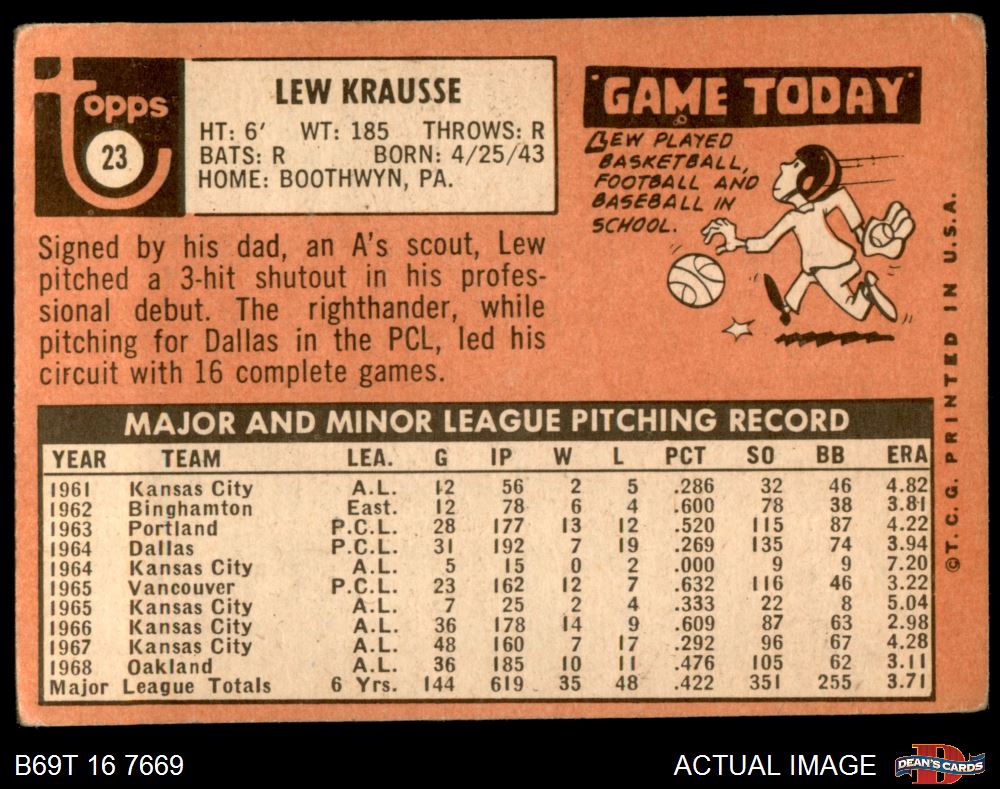 Topps
23
LEW KRAUSSE
HT: 6' WT: 185 THROWS: R
BATS: R BORN: 4/25/43
HOME: BOOTHWYN, PA.
"GAME TODAY"
LEW PLAYED
BASKETBALL,
FOOTBALL AND
BASEBALL IN
SCHOOL.
Signed by his dad, an A's scout, Lew
pitched a 3-hit shutout in his profes-
sional debut. The righthander, while
pitching for Dallas in the PCL, led his
circuit with 16 complete games.
MAJOR AND MINOR LEAGUE PITCHING RECORD
YEAR TEAM LEA. G IP W L PCT SO BB ERA
1961 Kansas City A.L. 12 56 2 5 .286 32 46 4.82
1962 Binghamton East. 12 78 6 4 .600 78 38 3.81
1963 Portland P.C.L. 28 177 13 12 .520 115 87 4.22
1964 Dallas P.C.L. 31 192 7 19 .269 135 74 3.94
1964 Kansas City A.L. 5 15 0 2 .000 9 9 7.20
1965 Vancouver P.C.L. 23 162 12 7 .632 116 46 3.22
1965 Kansas City A.L. 7 25 2 4 .333 22 8 5.04
1966 Kansas City A.L. 36 178 14 9 .609 87 63 2.98
1967 Kansas City A.L. 48 160 7 17 .292 96 67 4.28
1968 Oakland A.L. 36 185 10 11 .476 105 62 3.11
Major League Totals 6 Yrs. 144 619 35 48 .422 351 255 3.71
© T. C. G. PRINTED IN U.S.A.
B69T 16 7669
ACTUAL IMAGE
D
DEAN'S CARDS